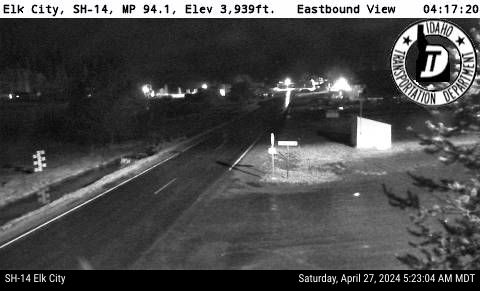 Elk City, SH-14, MP 94.1, Elev 3,939ft.   Eastbound View   04:17:20
IDAHO
TRANSPORTATION DEPARTMENT
SH-14 Elk City
Saturday, April 27, 2024 5:23:04 AM MDT